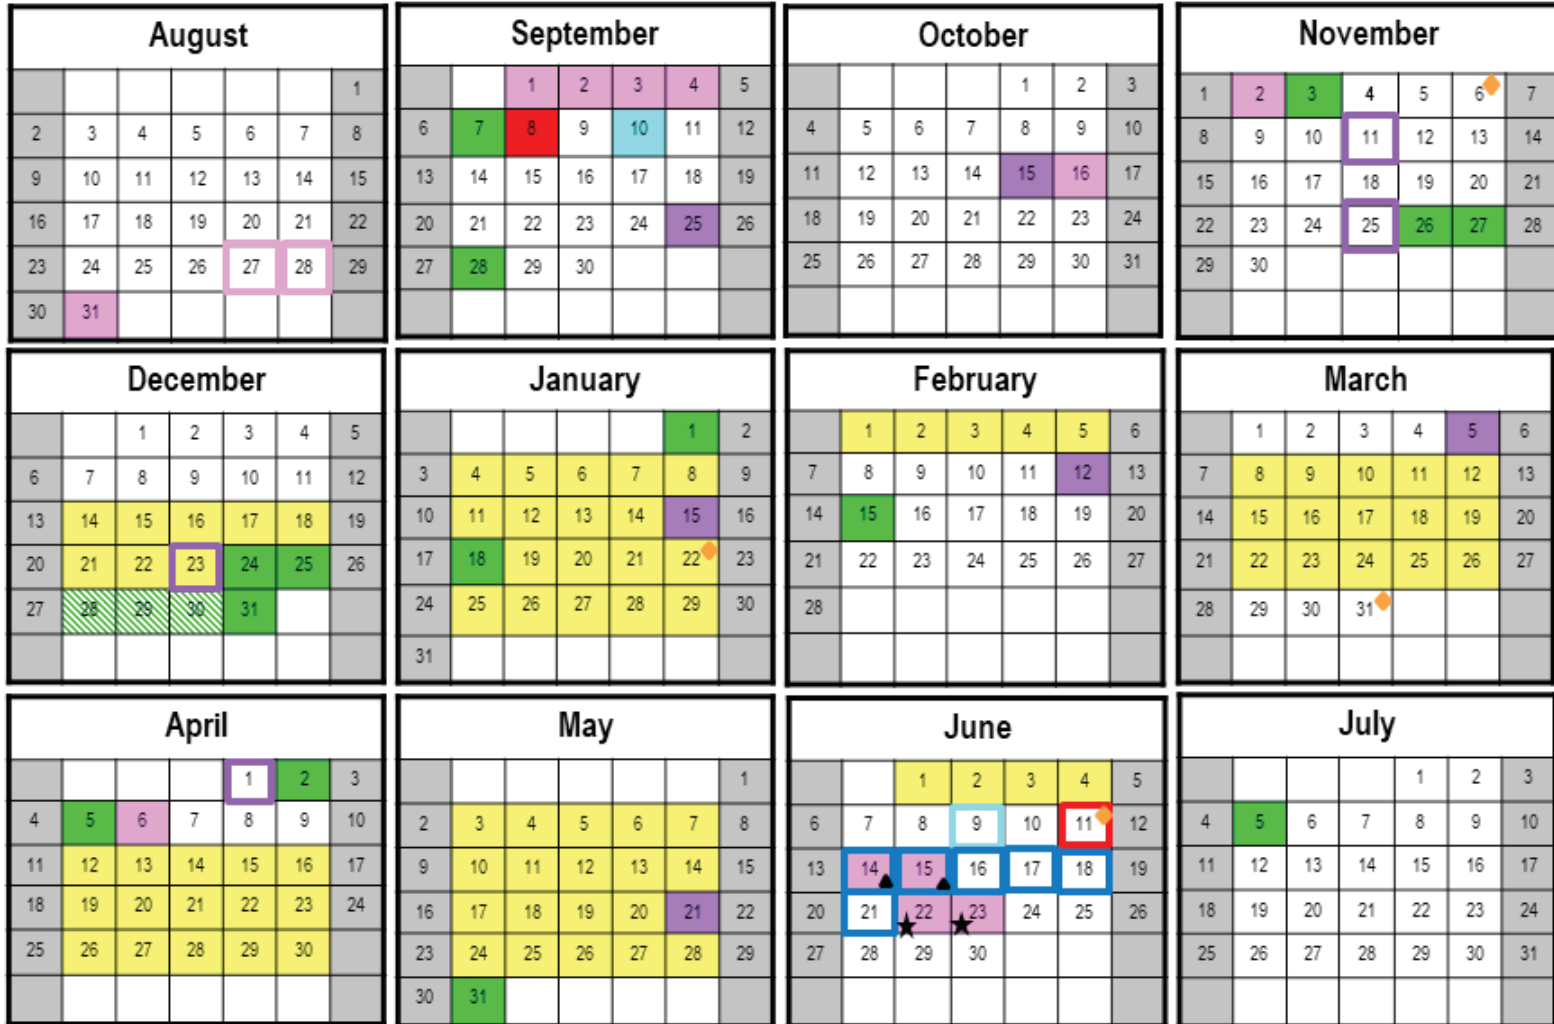 August
1
2 3 4 5 6 7 8
9 10 11 12 13 14 15
16 17 18 19 20 21 22
23 24 25 26 27 28 29
30 31
September
1 2 3 4 5
6 7 8 9 10 11 12
13 14 15 16 17 18 19
20 21 22 23 24 25 26
27 28 29 30
October
1 2 3
4 5 6 7 8 9 10
11 12 13 14 15 16 17
18 19 20 21 22 23 24
25 26 27 28 29 30 31
November
1 2 3 4 5 6 7
8 9 10 11 12 13 14
15 16 17 18 19 20 21
22 23 24 25 26 27 28
29 30
December
1 2 3 4 5
6 7 8 9 10 11 12
13 14 15 16 17 18 19
20 21 22 23 24 25 26
27 28 29 30 31
January
1 2
3 4 5 6 7 8 9
10 11 12 13 14 15 16
17 18 19 20 21 22 23
24 25 26 27 28 29 30
31
February
1 2 3 4 5 6
7 8 9 10 11 12 13
14 15 16 17 18 19 20
21 22 23 24 25 26 27
28
March
1 2 3 4 5 6
7 8 9 10 11 12 13
14 15 16 17 18 19 20
21 22 23 24 25 26 27
28 29 30 31
April
1 2 3
4 5 6 7 8 9 10
11 12 13 14 15 16 17
18 19 20 21 22 23 24
25 26 27 28 29 30
May
1
2 3 4 5 6 7 8
9 10 11 12 13 14 15
16 17 18 19 20 21 22
23 24 25 26 27 28 29
30 31
June
1 2 3 4 5
6 7 8 9 10 11 12
13 14 15 16 17 18 19
20 21 22 23 24 25 26
27 28 29 30
July
1 2 3
4 5 6 7 8 9 10
11 12 13 14 15 16 17
18 19 20 21 22 23 24
25 26 27 28 29 30 31